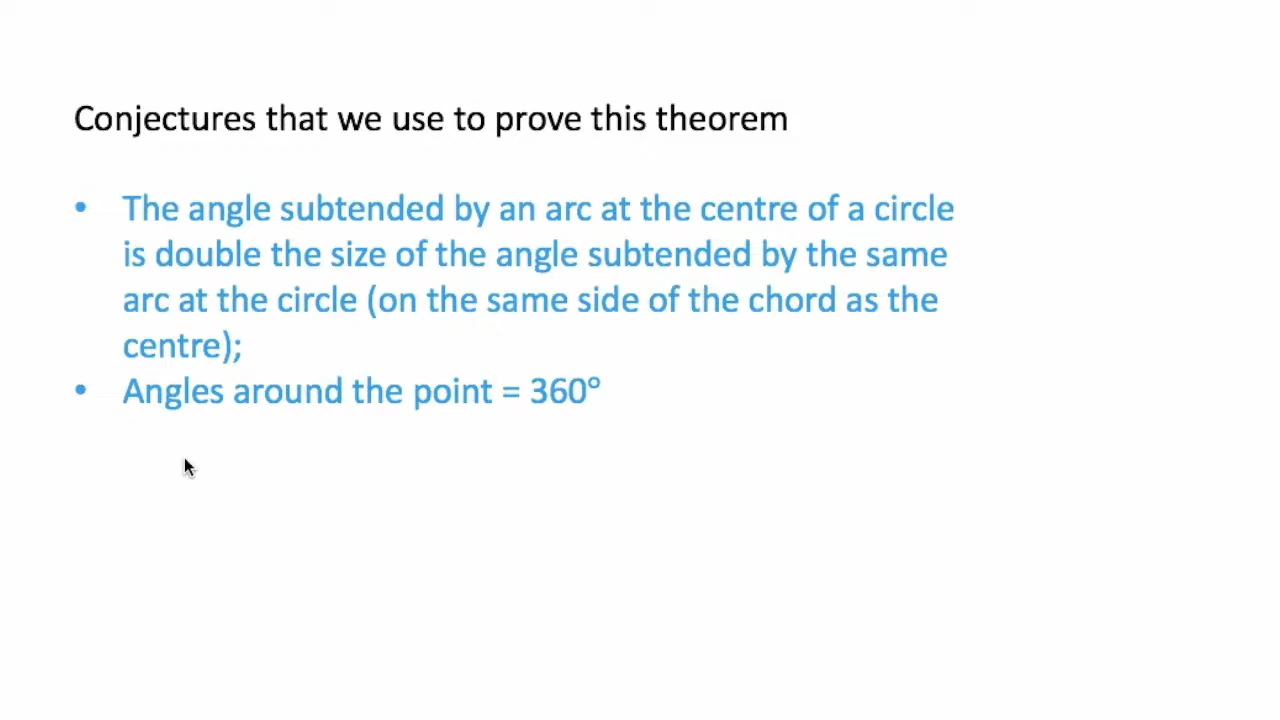 Conjectures that we use to prove this theorem
• The angle subtended by an arc at the centre of a circle
is double the size of the angle subtended by the same
arc at the circle (on the same side of the chord as the
centre);
• Angles around the point = 360°